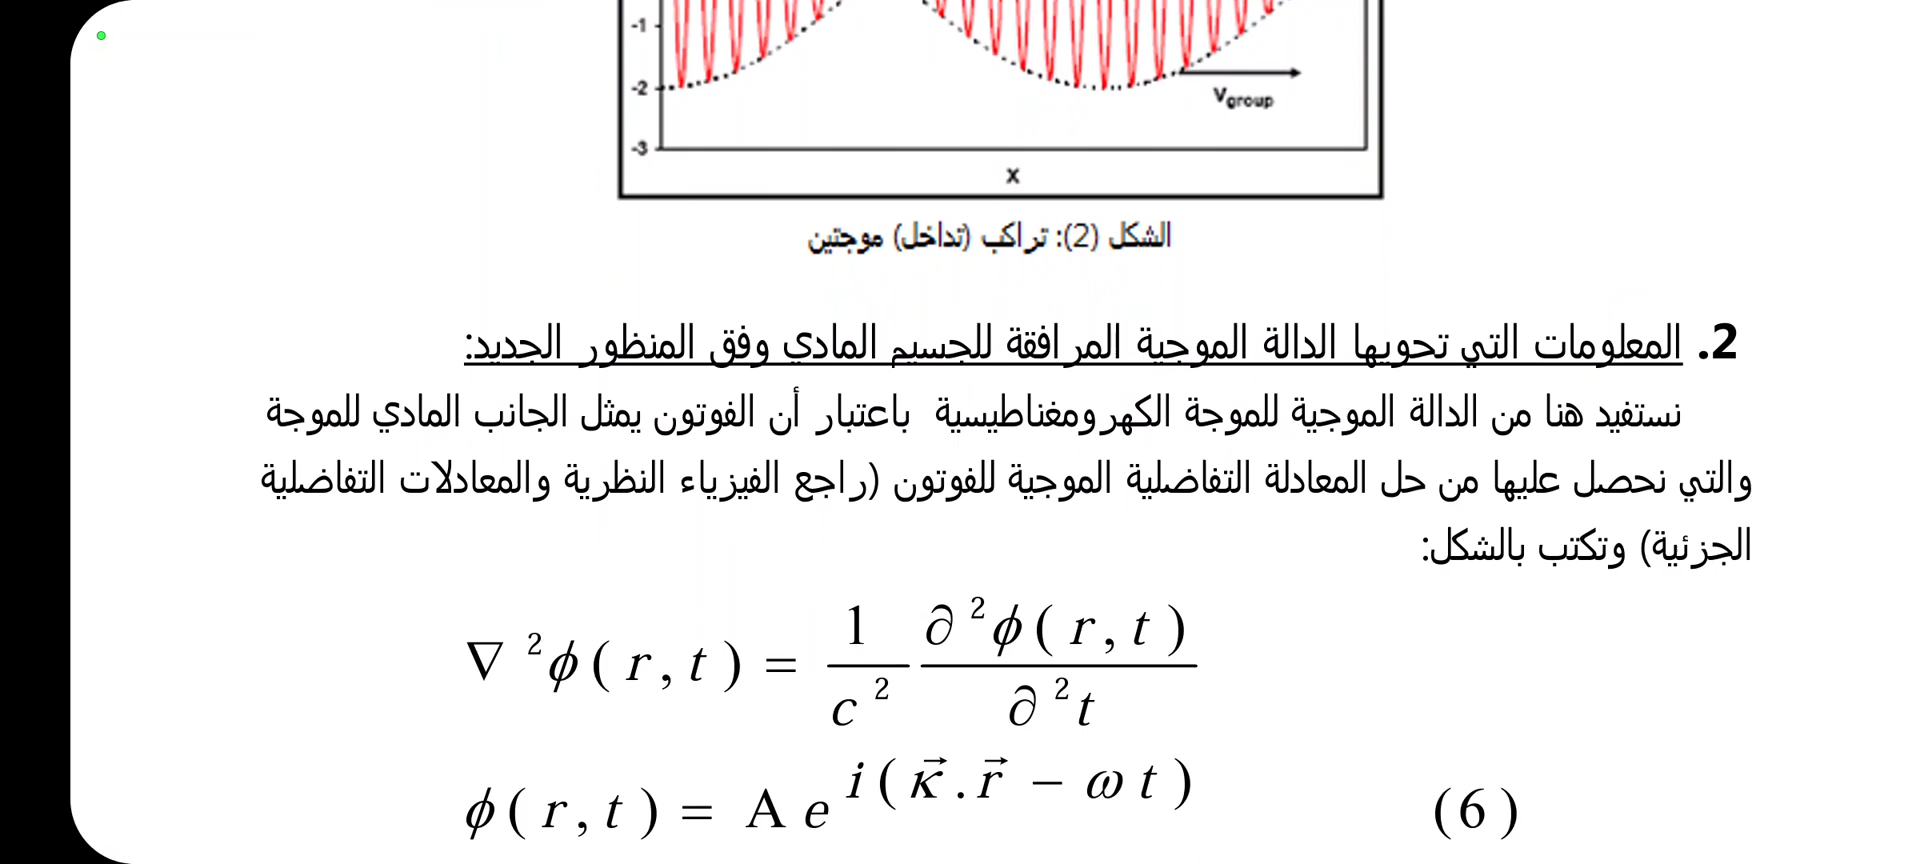 -1
-2
-3
Vgroup
x
الشكل (2): تراكب (تداخل) موجتين
2. المعلومات التي تحويها الدالة الموجية المرافقة للجسيم المادي وفق المنظور الجديد:
نستفيد هنا من الدالة الموجية للموجة الكهرومغناطيسية باعتبار أن الفوتون يمثل الجانب المادي للموجة
والتي نحصل عليها من حل المعادلة التفاضلية الموجية للفوتون (راجع الفيزياء النظرية والمعادلات التفاضلية
الجزئية) وتكتب بالشكل:
∇²ϕ(r,t) = 1/c² ∂²ϕ(r,t)/∂²t
ϕ(r,t) = A e^{i(κ⃗.r⃗ − ωt)} (6)